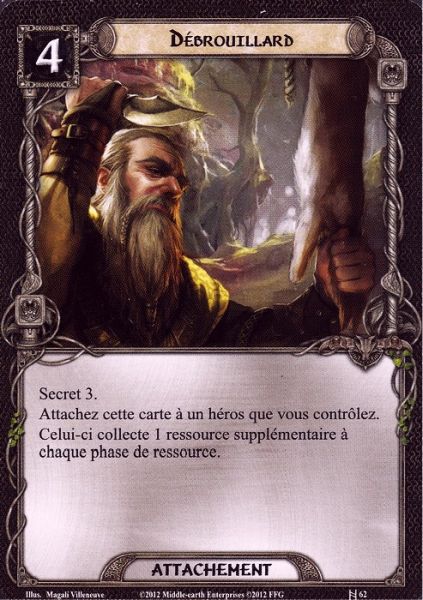 DÉBROUILLARD
4
Secret 3.
Attachez cette carte à un héros que vous contrôlez.
Celui-ci collecte 1 ressource supplémentaire à
chaque phase de ressource.
ATTACHEMENT
Illus. Magali Villeneuve ©2012 Middle-earth Enterprises ©2012 FFG 62